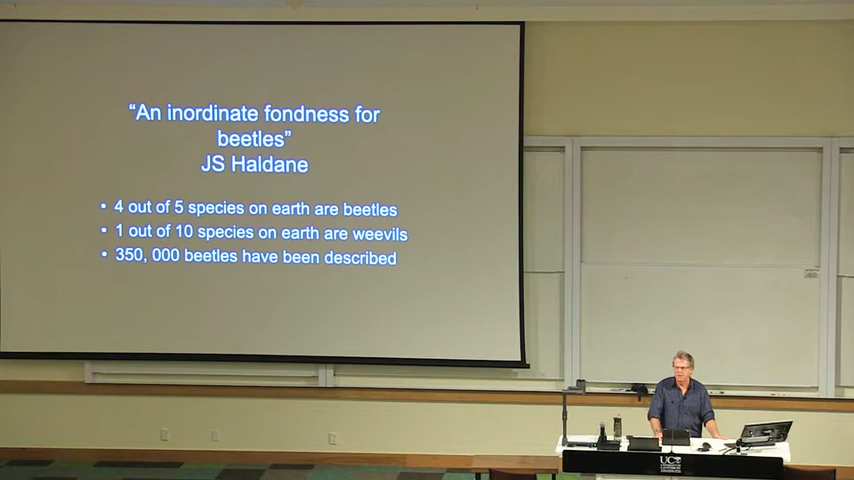 “An inordinate fondness for
beetles”
JS Haldane
• 4 out of 5 species on earth are beetles
• 1 out of 10 species on earth are weevils
• 350, 000 beetles have been described
UC